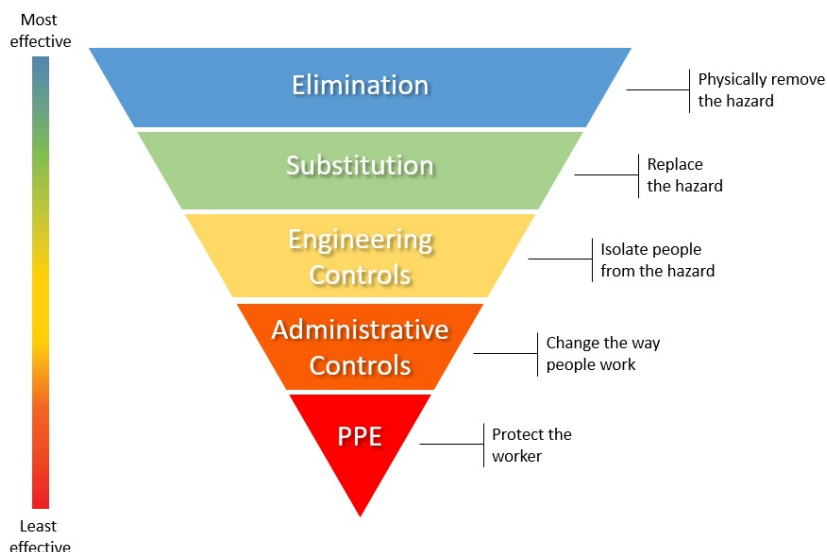 Most
effective
Elimination
Physically remove
the hazard
Substitution
Replace
the hazard
Engineering
Controls
Isolate people
from the hazard
Administrative
Controls
Change the way
people work
PPE
Protect the
worker
Least
effective